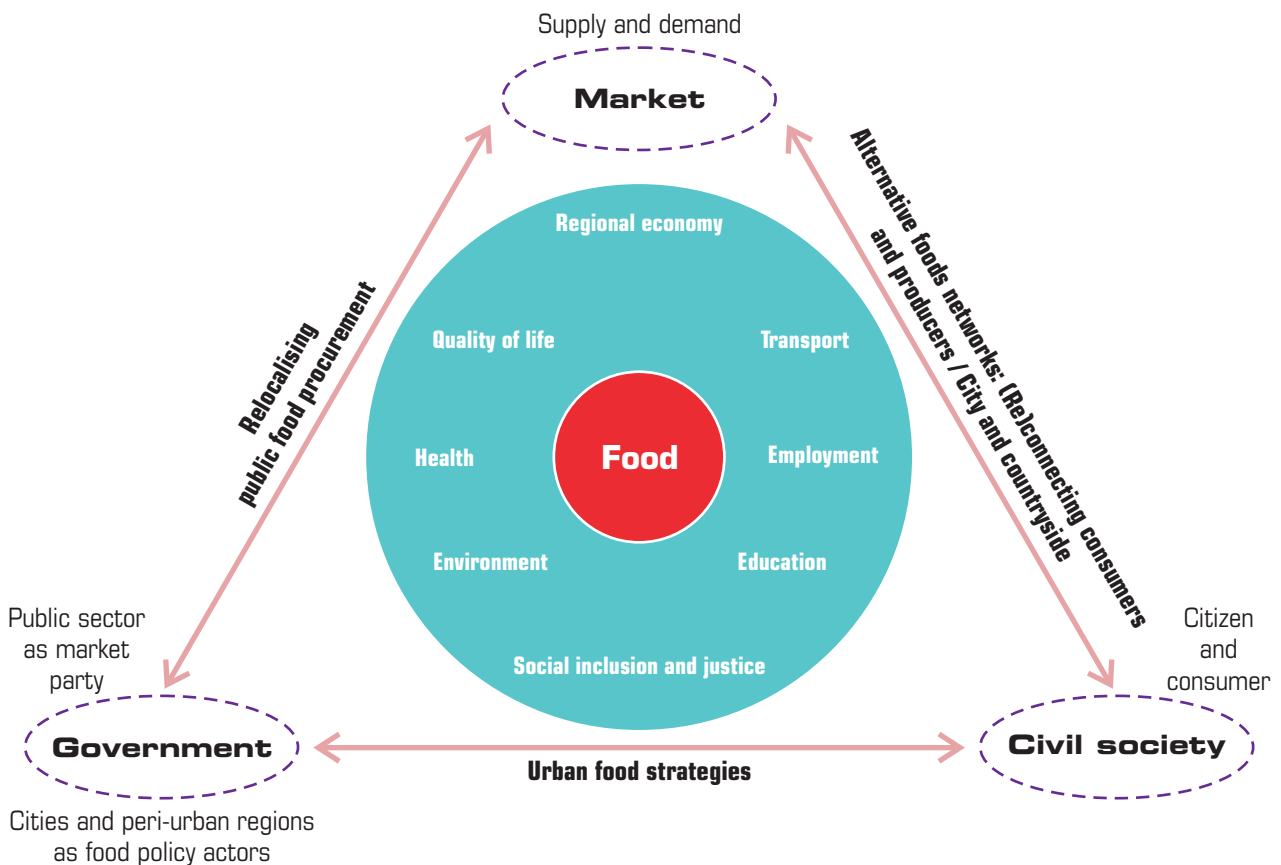 Supply and demand
Market
Alternative foods networks: (Re)connecting consumers
and producers / City and countryside
Relocalising
public food procurement
Regional economy
Quality of life
Transport
Health
Food
Employment
Environment
Education
Social inclusion and justice
Public sector
as market
party
Government
Cities and peri-urban regions
as food policy actors
Urban food strategies
Citizen
and
consumer
Civil society